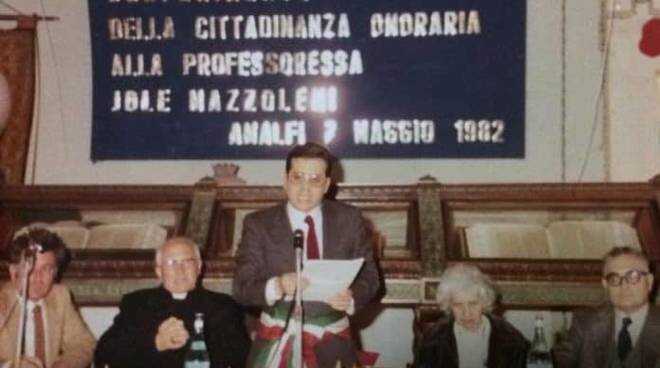 DELLA CITTADINANZA ONORARIA
ALLA PROFESSORESSA
JOLE MAZZOLENI
AMALFI 7 MAGGIO 1982